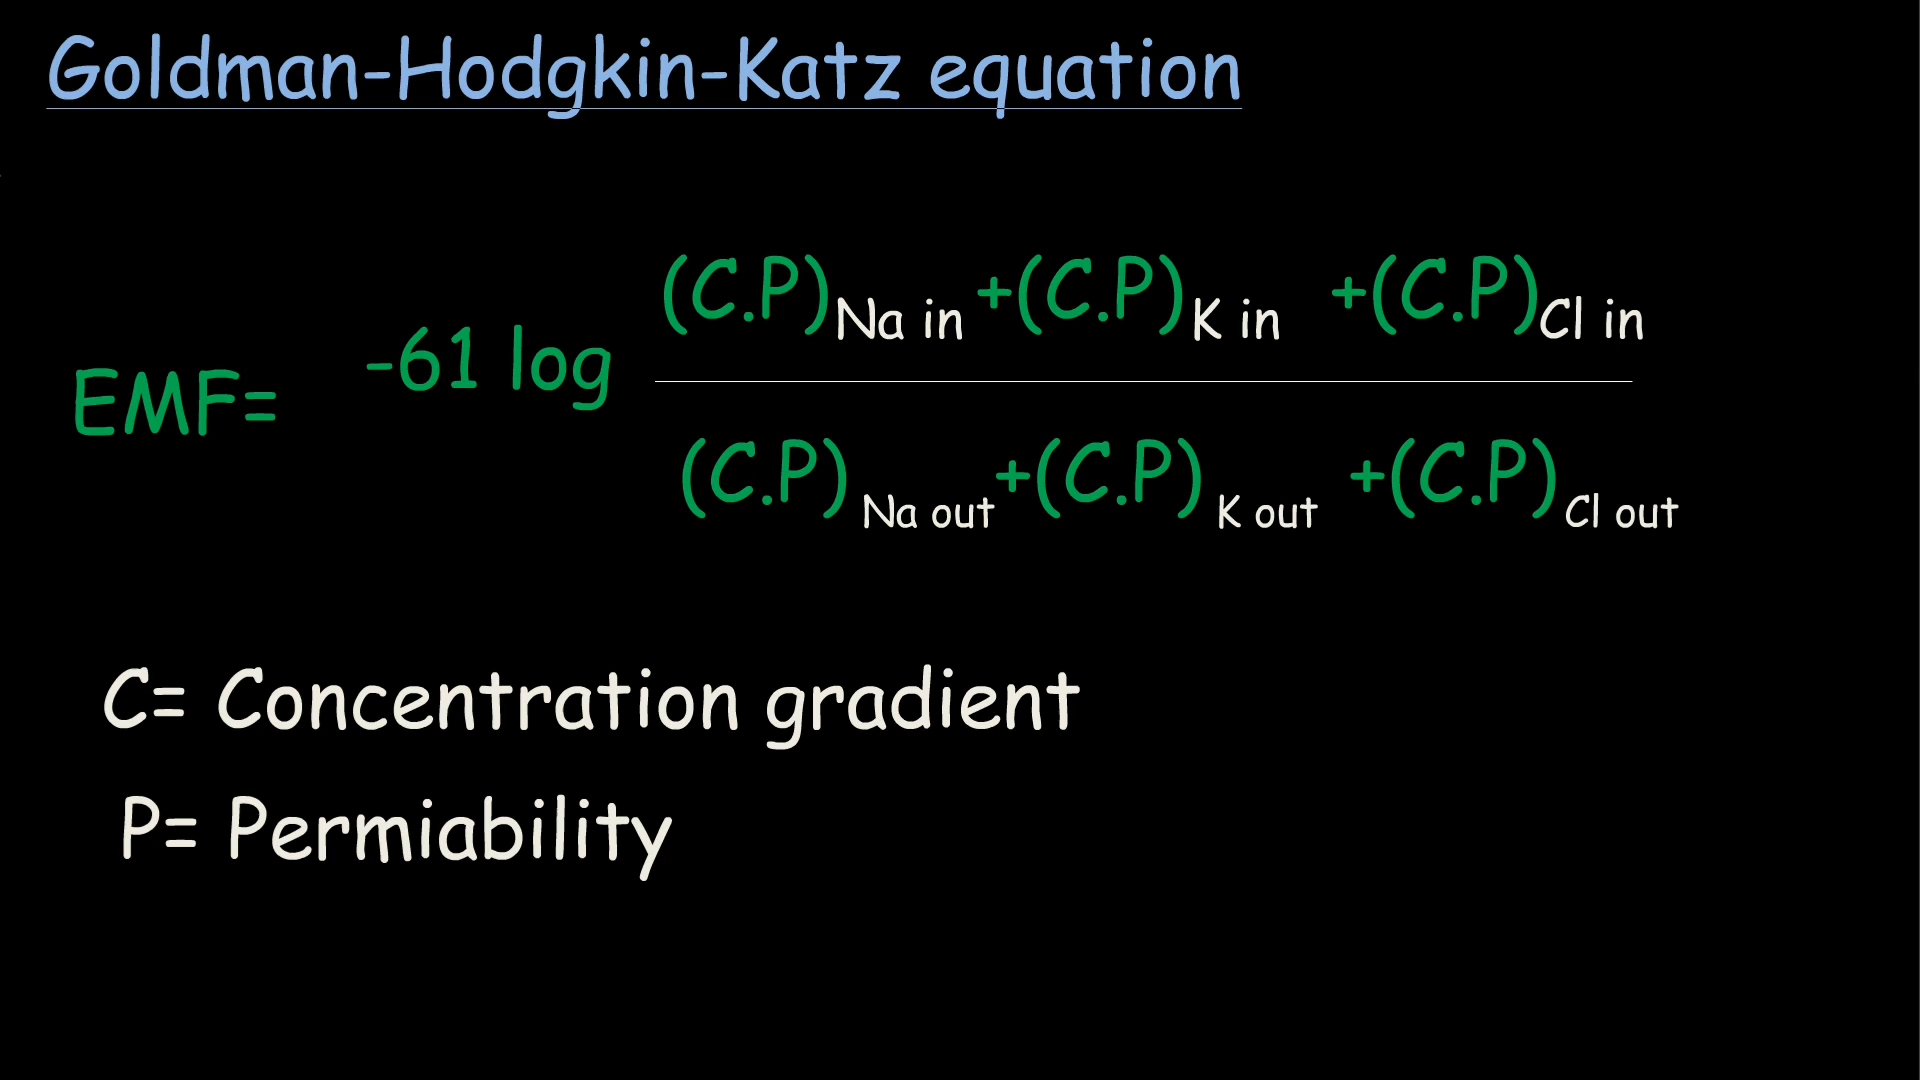 Goldman-Hodgkin-Katz equation
(C.P)Na in +(C.P)K in +(C.P)Cl in
EMF= -61 log
(C.P) Na out+(C.P) K out +(C.P)Cl out
C= Concentration gradient
P= Permiability